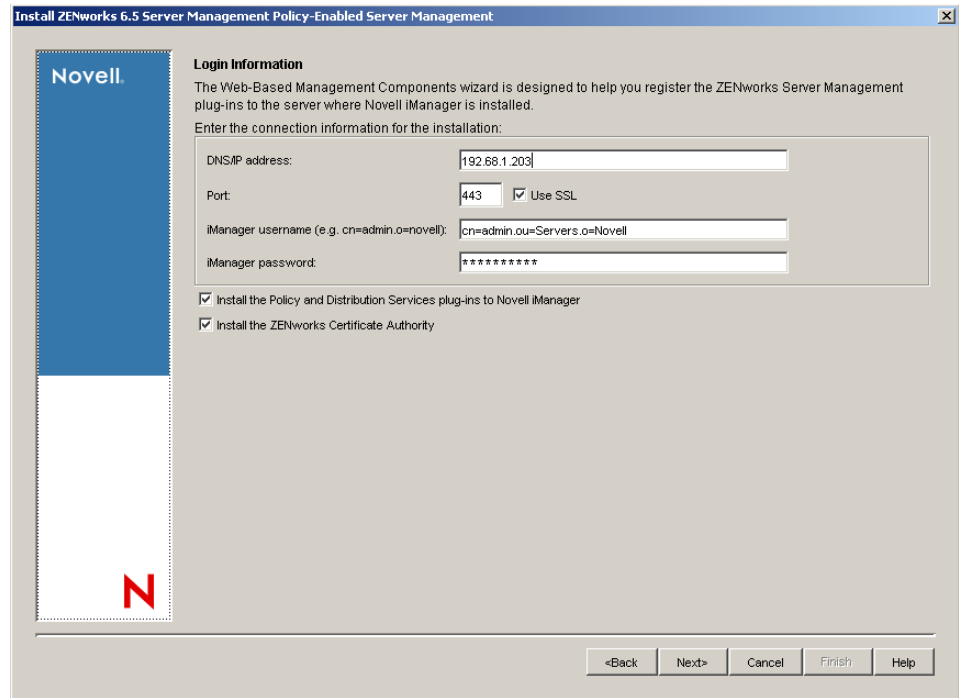 Install ZENworks 6.5 Server Management Policy-Enabled Server Management
Novell.
Login Information
The Web-Based Management Components wizard is designed to help you register the ZENworks Server Management
plug-ins to the server where Novell iManager is installed.
Enter the connection information for the installation:
DNS/IP address: 192.68.1.203
Port: 443 Use SSL
iManager username (e.g. cn=admin.o=novell): cn=admin.ou=Servers.o=Novell
iManager password: **********
Install the Policy and Distribution Services plug-ins to Novell iManager
Install the ZENworks Certificate Authority
N
<Back Next> Cancel Finish Help